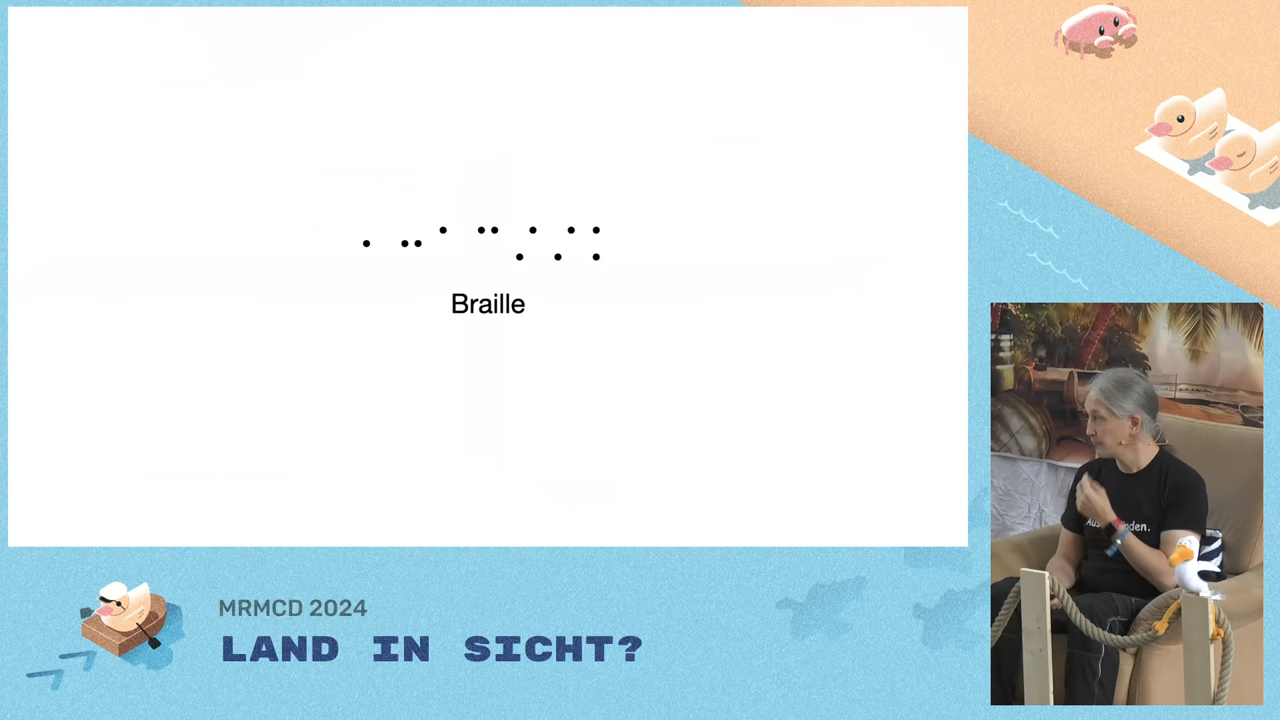 ⠂⠒⠁⠉⠌⠌⠅
Braille
MRMCD 2024
LAND IN SICHT?